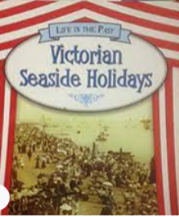 LIFE IN THE PAST
Victorian
Seaside Holidays